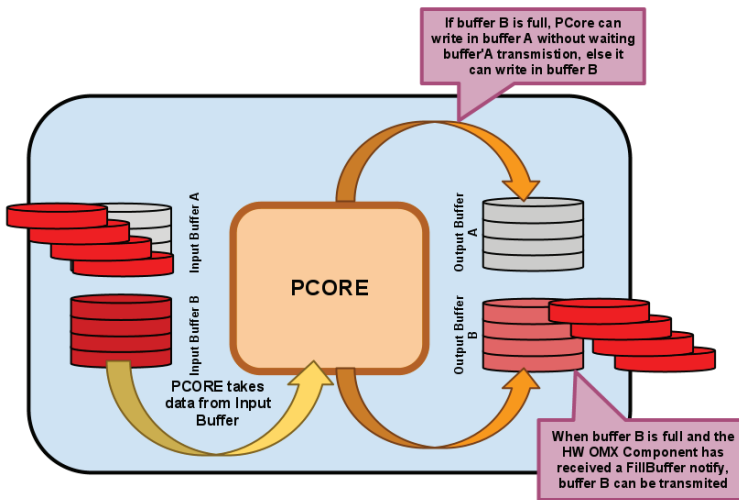 If buffer B is full, PCore can
write in buffer A without waiting
buffer'A transmistion, else it
can write in buffer B
Input Buffer A
Output Buffer
A
PCORE
Input Buffer B
Output Buffer
B
PCORE takes
data from Input
Buffer
When buffer B is full and the
HW OMX Component has
received a FillBuffer notify,
buffer B can be transmited